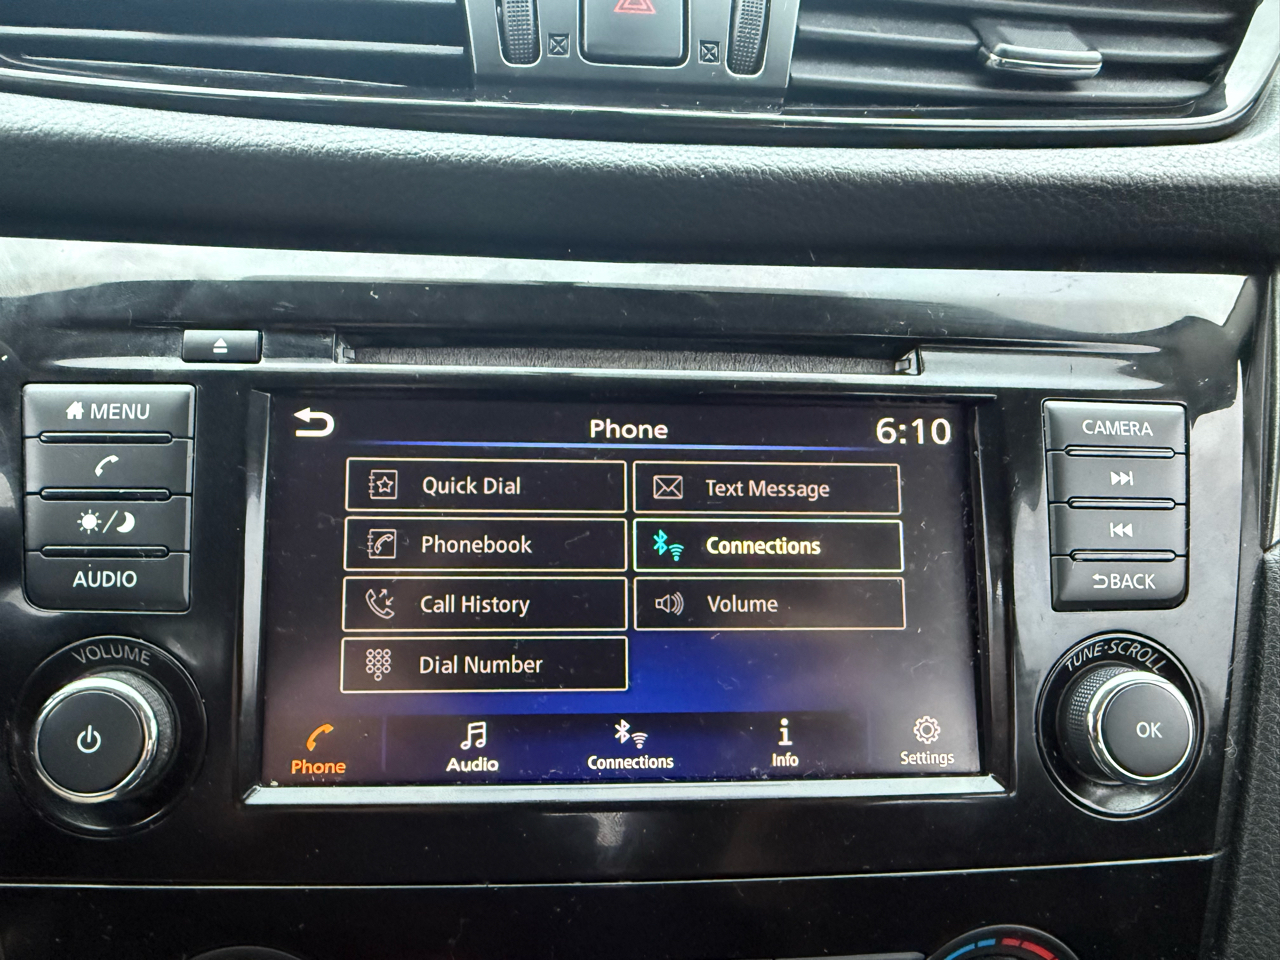 MENU
AUDIO
VOLUME
Phone
6:10
Quick Dial
Text Message
Phonebook
Connections
Call History
Volume
Dial Number
Phone
Audio
Connections
Info
Settings
CAMERA
BACK
TUNE·SCROLL
OK